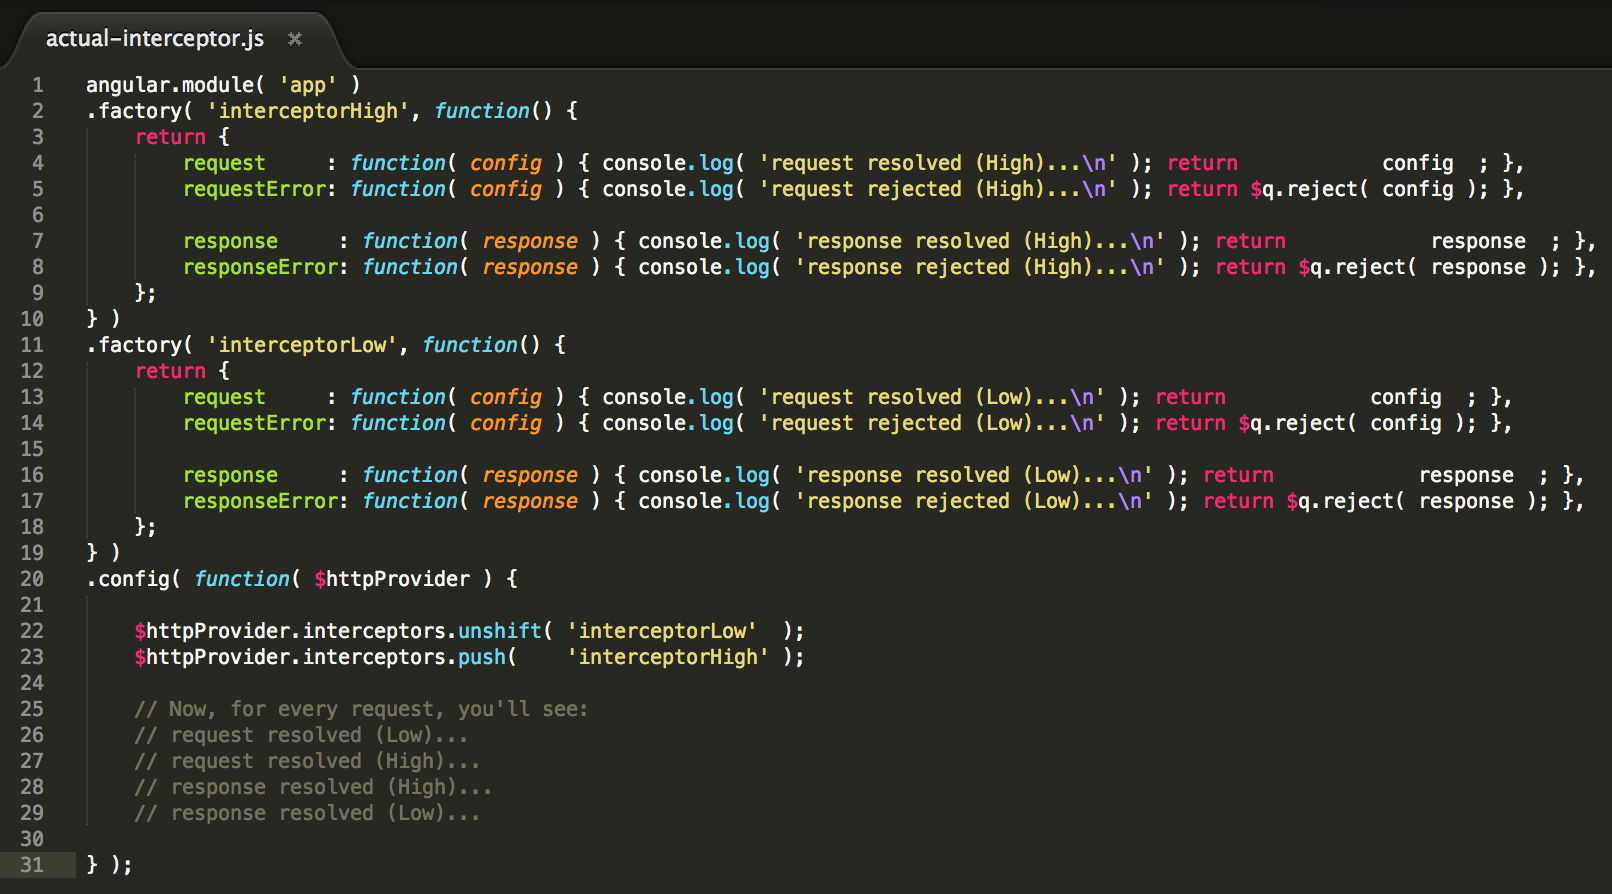 actual-interceptor.js ×
1 angular.module( 'app' )
2 .factory( 'interceptorHigh', function() {
3     return {
4         request     : function( config ) { console.log( 'request resolved (High)...\n' ); return            config  ; },
5         requestError: function( config ) { console.log( 'request rejected (High)...\n' ); return $q.reject( config ); },
6
7         response     : function( response ) { console.log( 'response resolved (High)...\n' ); return            response  ; },
8         responseError: function( response ) { console.log( 'response rejected (High)...\n' ); return $q.reject( response ); },
9     };
10 } )
11 .factory( 'interceptorLow', function() {
12     return {
13         request     : function( config ) { console.log( 'request resolved (Low)...\n' ); return            config  ; },
14         requestError: function( config ) { console.log( 'request rejected (Low)...\n' ); return $q.reject( config ); },
15
16         response     : function( response ) { console.log( 'response resolved (Low)...\n' ); return            response  ; },
17         responseError: function( response ) { console.log( 'response rejected (Low)...\n' ); return $q.reject( response ); },
18     };
19 } )
20 .config( function( $httpProvider ) {
21
22     $httpProvider.interceptors.unshift( 'interceptorLow'  );
23     $httpProvider.interceptors.push(    'interceptorHigh' );
24
25     // Now, for every request, you'll see:
26     // request resolved (Low)...
27     // request resolved (High)...
28     // response resolved (High)...
29     // response resolved (Low)...
30
31 } );